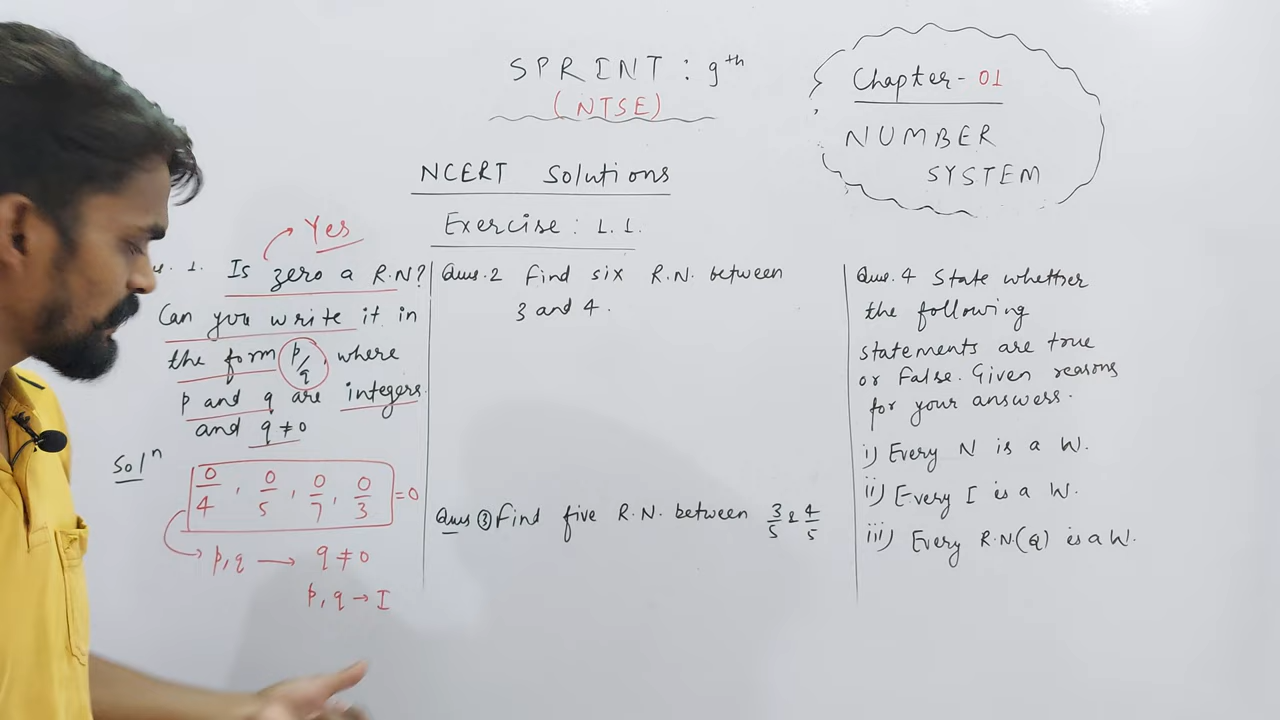 SPRINT : 9th
(NTSE)
Chapter - 01
NUMBER
SYSTEM
NCERT Solutions
Exercise : 1.1.
Yes
1. Is zero a R.N?
Can you write it in
the form p/q where
p and q are integers.
and q ≠ 0
Solⁿ
0/4 , 0/5 , 0/7 , 0/3 = 0
p, q → q ≠ 0
p, q → I
Ques. 2 Find six R.N. between
3 and 4 .
Ques ③ Find five R.N. between 3/5 & 4/5
Ques. 4 State whether
the following
statements are true
or False. Given reasons
for your answers.
i) Every N is a W.
ii) Every I is a W.
iii) Every R.N(Q) is a W.